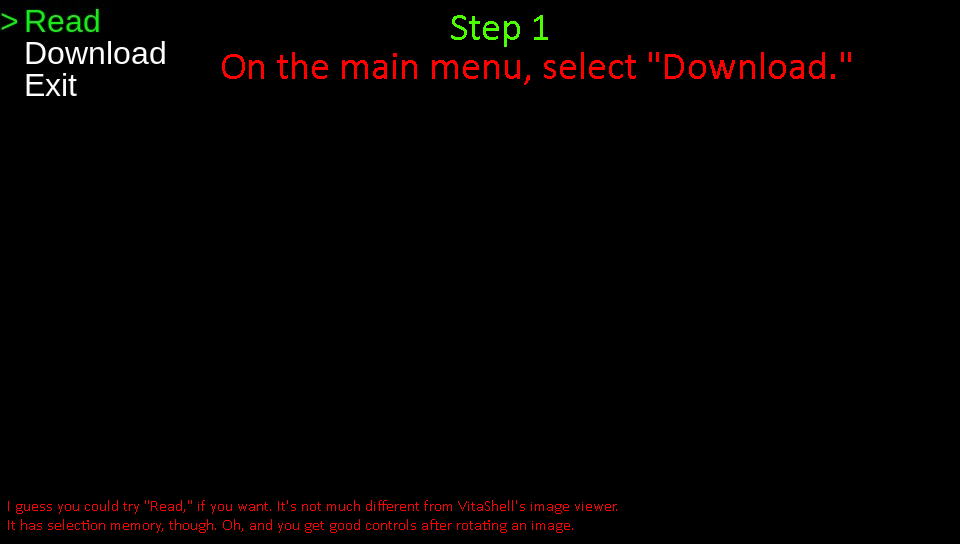 > Read
Download
Exit
Step 1
On the main menu, select "Download."
I guess you could try "Read," if you want. It's not much different from VitaShell's image viewer.
It has selection memory, though. Oh, and you get good controls after rotating an image.